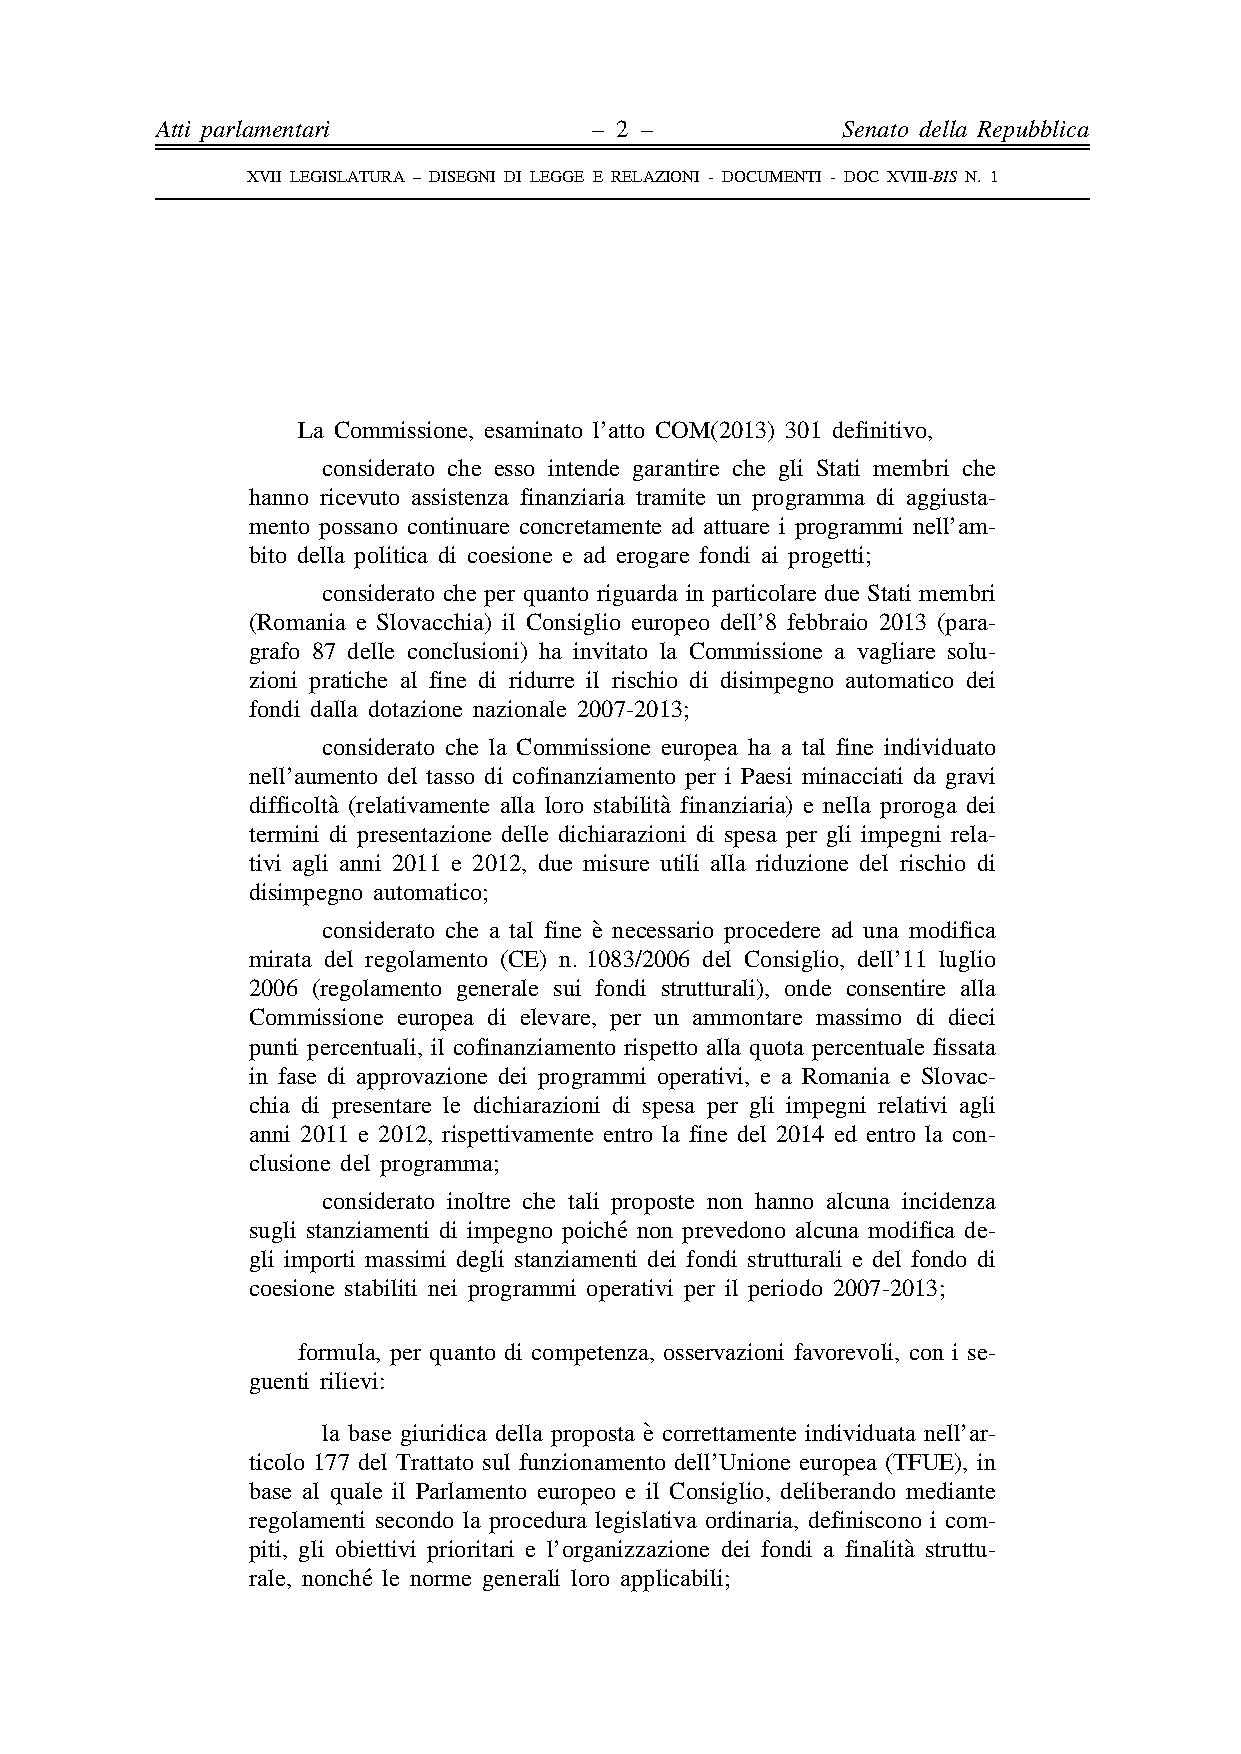 Atti parlamentari – 2 – Senato della Repubblica
XVII LEGISLATURA – DISEGNI DI LEGGE E RELAZIONI - DOCUMENTI - DOC XVIII-BIS N. 1
La Commissione, esaminato l’atto COM(2013) 301 definitivo,
considerato che esso intende garantire che gli Stati membri che
hanno ricevuto assistenza finanziaria tramite un programma di aggiusta-
mento possano continuare concretamente ad attuare i programmi nell’am-
bito della politica di coesione e ad erogare fondi ai progetti;
considerato che per quanto riguarda in particolare due Stati membri
(Romania e Slovacchia) il Consiglio europeo dell’8 febbraio 2013 (para-
grafo 87 delle conclusioni) ha invitato la Commissione a vagliare solu-
zioni pratiche al fine di ridurre il rischio di disimpegno automatico dei
fondi dalla dotazione nazionale 2007-2013;
considerato che la Commissione europea ha a tal fine individuato
nell’aumento del tasso di cofinanziamento per i Paesi minacciati da gravi
difficoltà (relativamente alla loro stabilità finanziaria) e nella proroga dei
termini di presentazione delle dichiarazioni di spesa per gli impegni rela-
tivi agli anni 2011 e 2012, due misure utili alla riduzione del rischio di
disimpegno automatico;
considerato che a tal fine è necessario procedere ad una modifica
mirata del regolamento (CE) n. 1083/2006 del Consiglio, dell’11 luglio
2006 (regolamento generale sui fondi strutturali), onde consentire alla
Commissione europea di elevare, per un ammontare massimo di dieci
punti percentuali, il cofinanziamento rispetto alla quota percentuale fissata
in fase di approvazione dei programmi operativi, e a Romania e Slovac-
chia di presentare le dichiarazioni di spesa per gli impegni relativi agli
anni 2011 e 2012, rispettivamente entro la fine del 2014 ed entro la con-
clusione del programma;
considerato inoltre che tali proposte non hanno alcuna incidenza
sugli stanziamenti di impegno poiché non prevedono alcuna modifica de-
gli importi massimi degli stanziamenti dei fondi strutturali e del fondo di
coesione stabiliti nei programmi operativi per il periodo 2007-2013;
formula, per quanto di competenza, osservazioni favorevoli, con i se-
guenti rilievi:
la base giuridica della proposta è correttamente individuata nell’ar-
ticolo 177 del Trattato sul funzionamento dell’Unione europea (TFUE), in
base al quale il Parlamento europeo e il Consiglio, deliberando mediante
regolamenti secondo la procedura legislativa ordinaria, definiscono i com-
piti, gli obiettivi prioritari e l’organizzazione dei fondi a finalità struttu-
rale, nonché le norme generali loro applicabili;